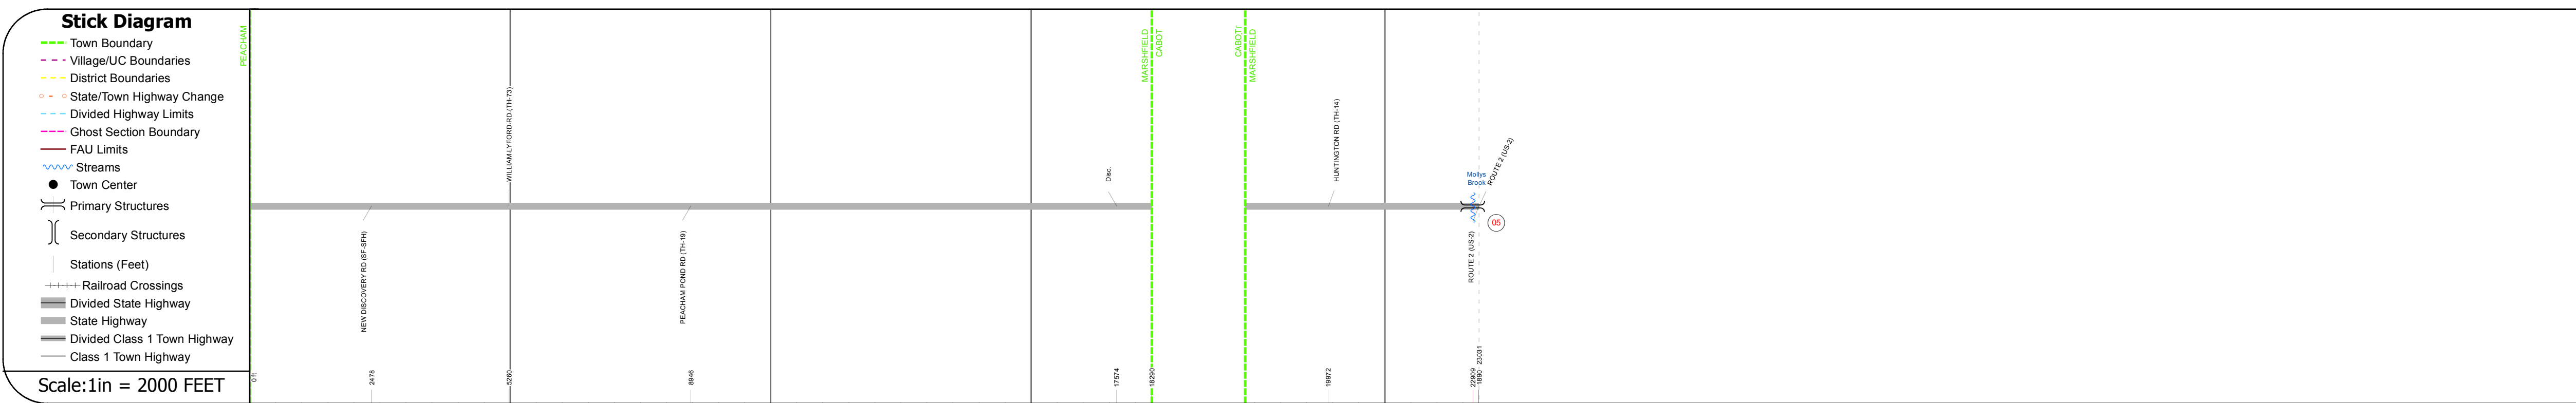 Stick Diagram
Town Boundary
Village/UC Boundaries
District Boundaries
State/Town Highway Change
Divided Highway Limits
Ghost Section Boundary
FAU Limits
Streams
Town Center
Primary Structures
Secondary Structures
Stations (Feet)
Railroad Crossings
Divided State Highway
State Highway
Divided Class 1 Town Highway
Class 1 Town Highway
Scale:1in = 2000 FEET
PEACHAM
WILLIAM LYFORD RD (TH-73)
MARSHFIELD
CABOT
CABOTr
MARSHFIELD
Disc.
HUNTINGTON RD (TH-14)
Mollys
Brook
ROUTE 2 (US-2)
05
NEW DISCOVERY RD (SF-SFH)
PEACHAM POND RD (TH-19)
ROUTE 2 (US-2)
0 ft
2478
5260
8946
17574
18290
19972
22909
1890 23031